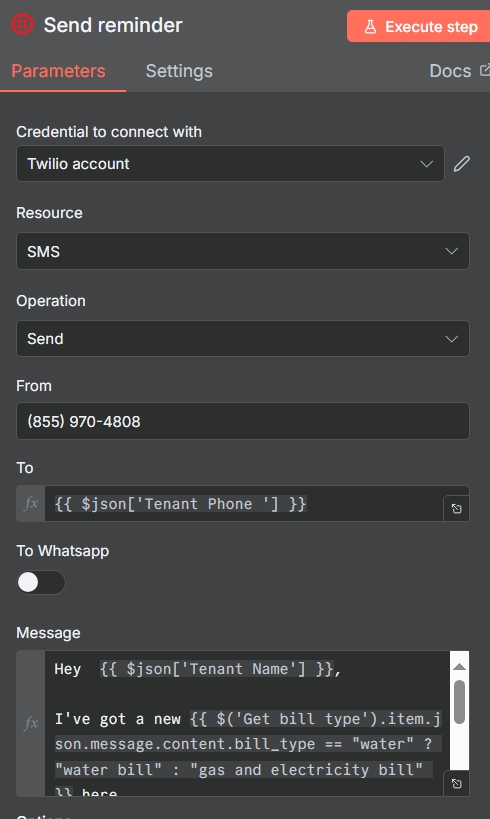 Send reminder
Execute step
Parameters
Settings
Docs
Credential to connect with
Twilio account
Resource
SMS
Operation
Send
From
(855) 970-4808
To
fx
{{ $json['Tenant Phone '] }}
To Whatsapp
Message
fx
Hey  {{ $json['Tenant Name'] }},
I've got a new {{ $('Get bill type').item.j
son.message.content.bill_type == "water" ?
"water bill" : "gas and electricity bill"
}} here
Options